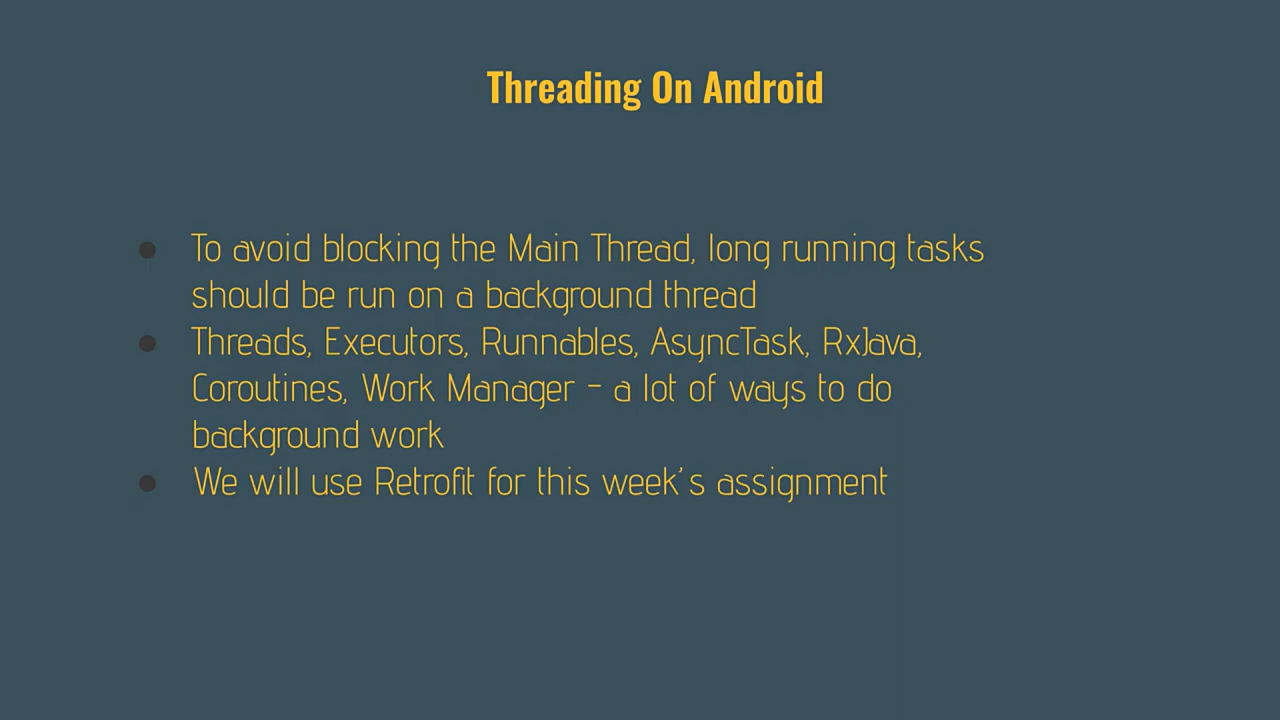 Threading On Android
● To avoid blocking the Main Thread, long running tasks
should be run on a background thread
● Threads, Executors, Runnables, AsyncTask, RxJava,
Coroutines, Work Manager - a lot of ways to do
background work
● We will use Retrofit for this week's assignment